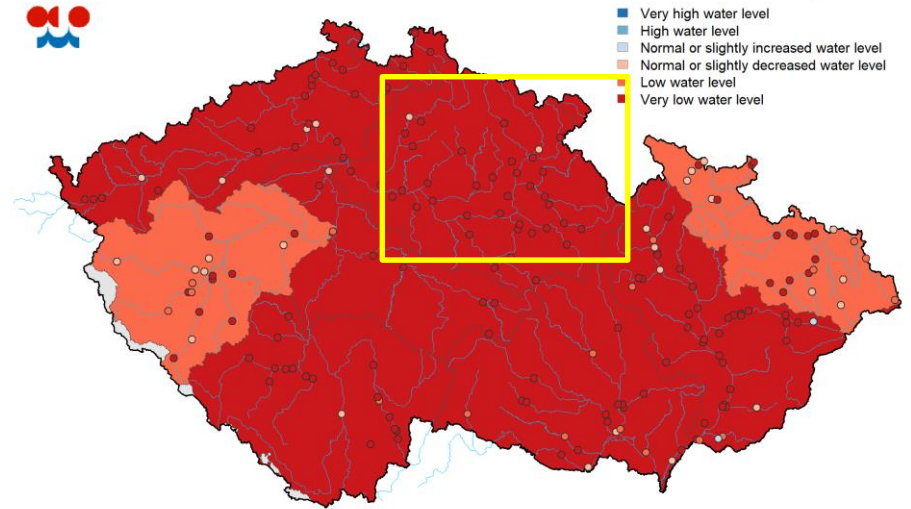 Very high water level
High water level
Normal or slightly increased water level
Normal or slightly decreased water level
Low water level
Very low water level